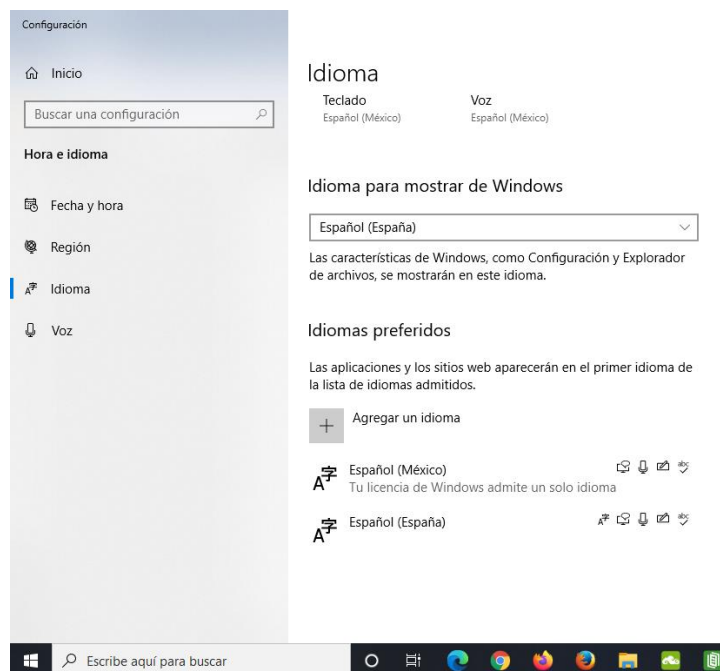 Configuración
Inicio
Buscar una configuración
Hora e idioma
Fecha y hora
Región
Idioma
Voz
Idioma
Teclado
Español (México)
Voz
Español (México)
Idioma para mostrar de Windows
Español (España)
Las características de Windows, como Configuración y Explorador
de archivos, se mostrarán en este idioma.
Idiomas preferidos
Las aplicaciones y los sitios web aparecerán en el primer idioma de
la lista de idiomas admitidos.
Agregar un idioma
Español (México)
Tu licencia de Windows admite un solo idioma
Español (España)
Escribe aquí para buscar